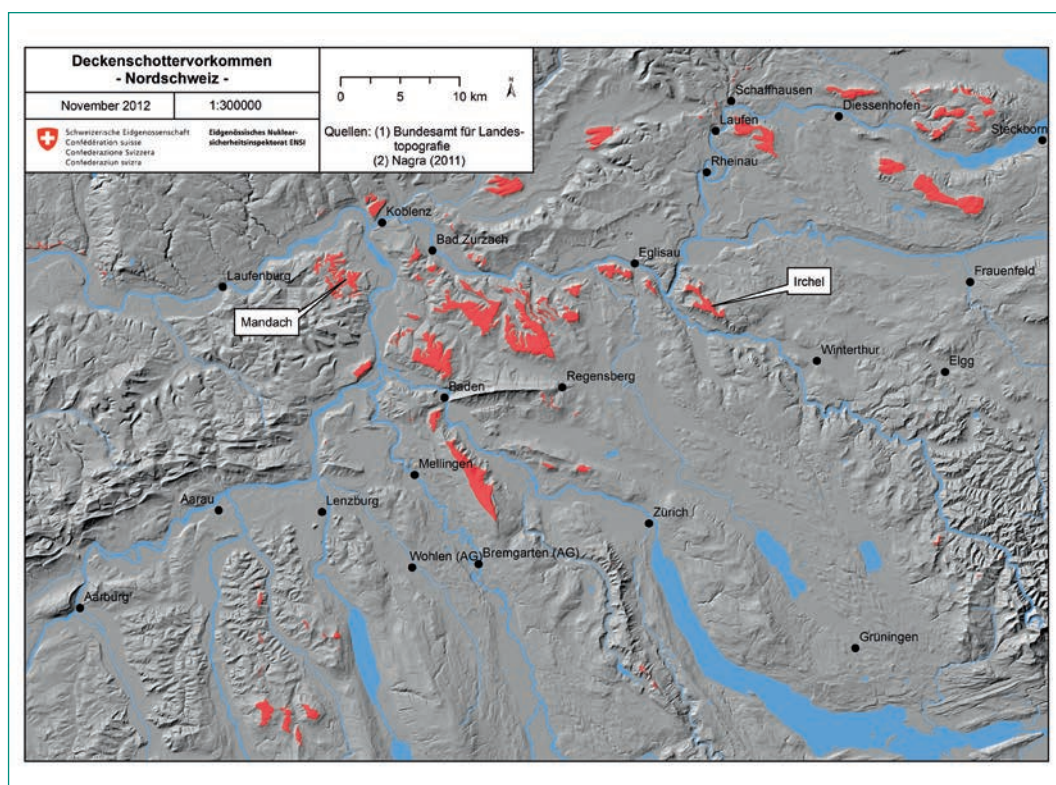 Deckenschottervorkommen
- Nordschweiz -
November 2012
1:300000
Schweizerische Eidgenossenschaft
Confédération suisse
Confederazione Svizzera
Confederaziun svizra
Eidgenössisches Nuklear-
sicherheitsinspektorat ENSI
0 5 10 km
N
Quellen: (1) Bundesamt für Landes-
topografie
(2) Nagra (2011)
Schaffhausen
Diessenhofen
Laufen
Steckborn
Rheinau
Koblenz
Bad Zurzach
Eglisau
Laufenburg
Frauenfeld
Irchel
Mandach
Winterthur
Elgg
Regensberg
Baden
Mellingen
Aarau
Lenzburg
Zürich
Wohlen (AG)
Bremgarten (AG)
Aarburg
Grüningen